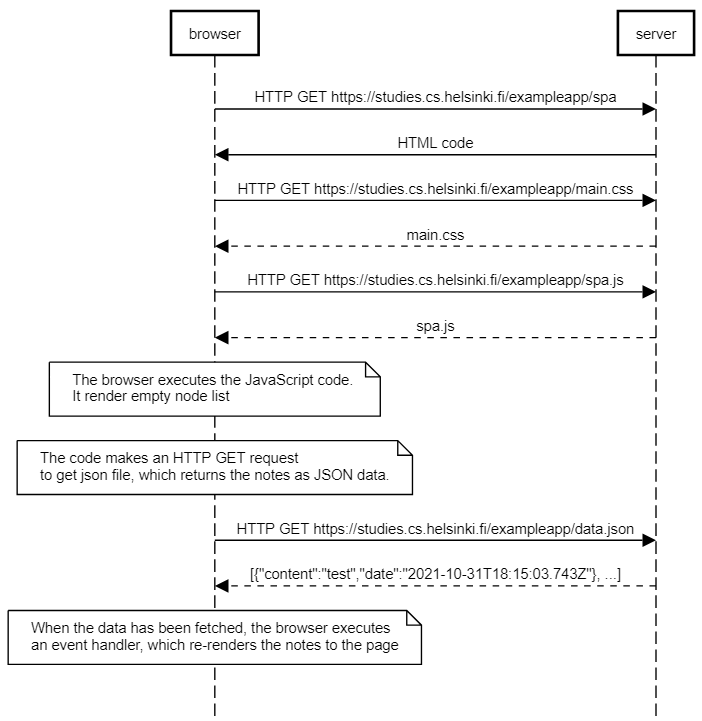 browser
server
HTTP GET https://studies.cs.helsinki.fi/exampleapp/spa
HTML code
HTTP GET https://studies.cs.helsinki.fi/exampleapp/main.css
main.css
HTTP GET https://studies.cs.helsinki.fi/exampleapp/spa.js
spa.js
The browser executes the JavaScript code.
It render empty node list
The code makes an HTTP GET request
to get json file, which returns the notes as JSON data.
HTTP GET https://studies.cs.helsinki.fi/exampleapp/data.json
[{"content":"test","date":"2021-10-31T18:15:03.743Z"}, ...]
When the data has been fetched, the browser executes
an event handler, which re-renders the notes to the page